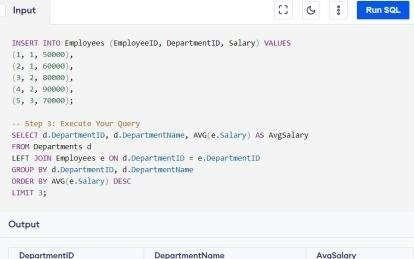 Input
Run SQL
INSERT INTO Employees (EmployeeID, DepartmentID, Salary) VALUES
(1, 1, 50000),
(2, 1, 60000),
(3, 2, 80000),
(4, 2, 90000),
(5, 3, 70000);
-- Step 3: Execute Your Query
SELECT d.DepartmentID, d.DepartmentName, AVG(e.Salary) AS AvgSalary
FROM Departments d
LEFT JOIN Employees e ON d.DepartmentID = e.DepartmentID
GROUP BY d.DepartmentID, d.DepartmentName
ORDER BY AVG(e.Salary) DESC
LIMIT 3;
Output
DepartmentID DepartmentName AvgSalary